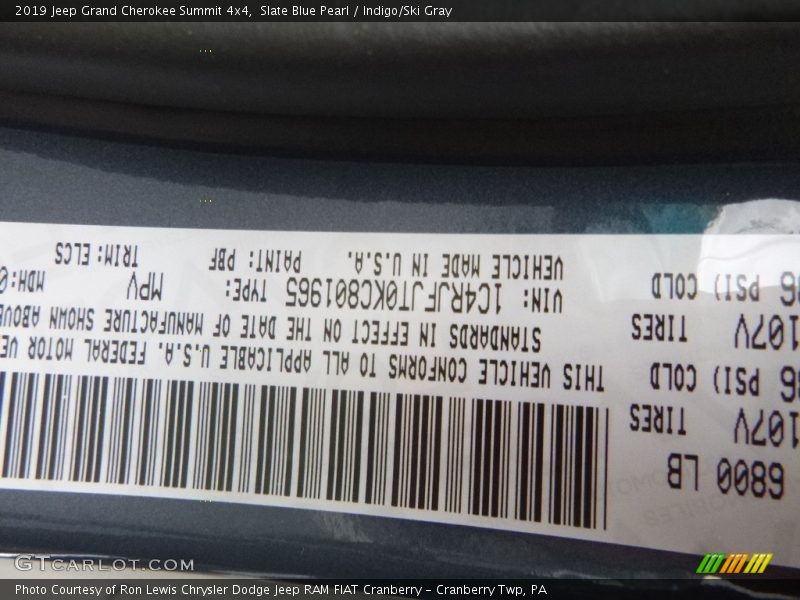 2019 Jeep Grand Cherokee Summit 4x4, Slate Blue Pearl / Indigo/Ski Gray
6800 LB
107V TIRES
PSI) COLD
THIS VEHICLE CONFORMS TO ALL APPLICABLE U.S.A. FEDERAL MOTOR
107V TIRES
STANDARDS IN EFFECT ON THE DATE OF MANUFACTURE SHOWN ABOVE
PSI) COLD
VIN: 1C4RJFJT0KC801965 TYPE: MPV MDH:
VEHICLE MADE IN U.S.A. PAINT: PBF TRIM: ELCS
GTCARLOT.COM
Photo Courtesy of Ron Lewis Chrysler Dodge Jeep RAM FIAT Cranberry – Cranberry Twp, PA